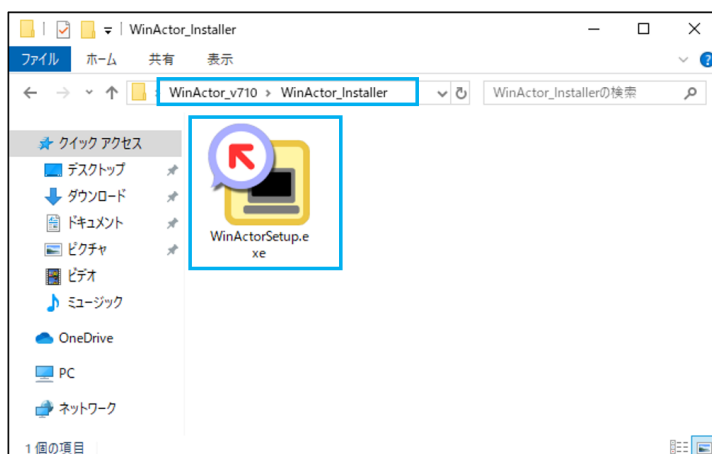 WinActor_Installer
ファイル ホーム 共有 表示
WinActor_v710 › WinActor_Installer
WinActor_Installerの検索
クイック アクセス
デスクトップ
ダウンロード
ドキュメント
ピクチャ
ビデオ
ミュージック
OneDrive
PC
ネットワーク
WinActorSetup.e
xe
1 個の項目